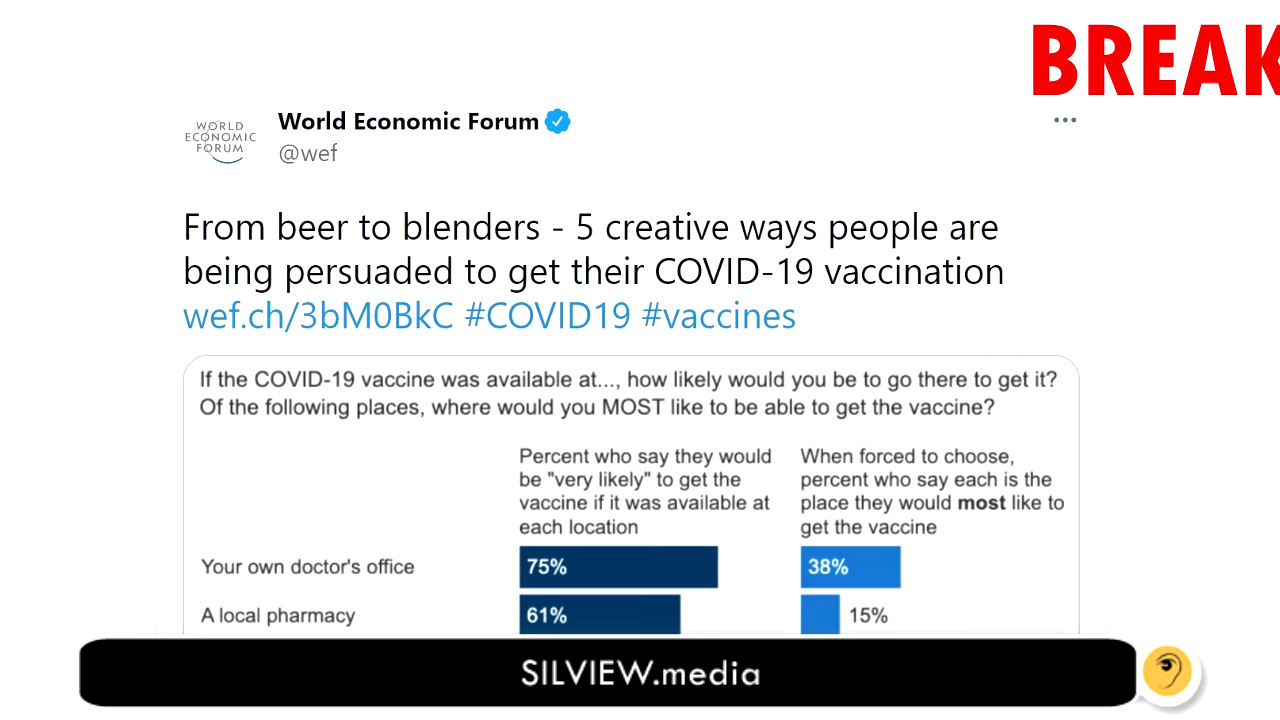 BREAK
WORLD
ECONOMIC
FORUM
World Economic Forum
@wef
From beer to blenders - 5 creative ways people are
being persuaded to get their COVID-19 vaccination
wef.ch/3bM0BkC #COVID19 #vaccines
If the COVID-19 vaccine was available at..., how likely would you be to go there to get it?
Of the following places, where would you MOST like to be able to get the vaccine?
Percent who say they would
be "very likely" to get the
vaccine if it was available at
each location
When forced to choose,
percent who say each is the
place they would most like to
get the vaccine
Your own doctor's office 75% 38%
A local pharmacy 61% 15%
SILVIEW.media